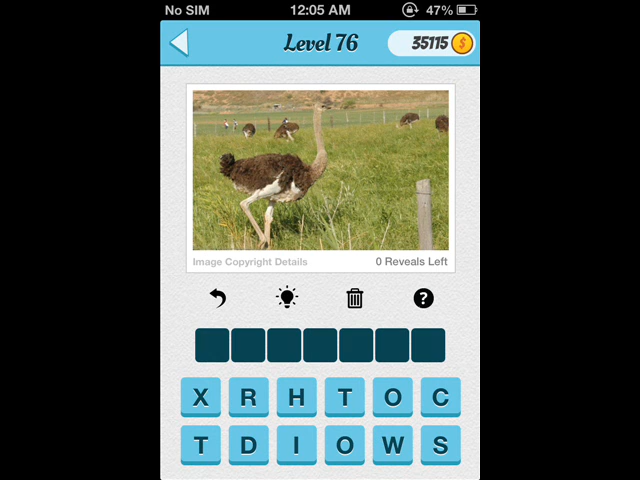 No SIM 12:05 AM 47%
Level 76 35115 $
Image Copyright Details 0 Reveals Left
?
X R H T O C
T D I O W S